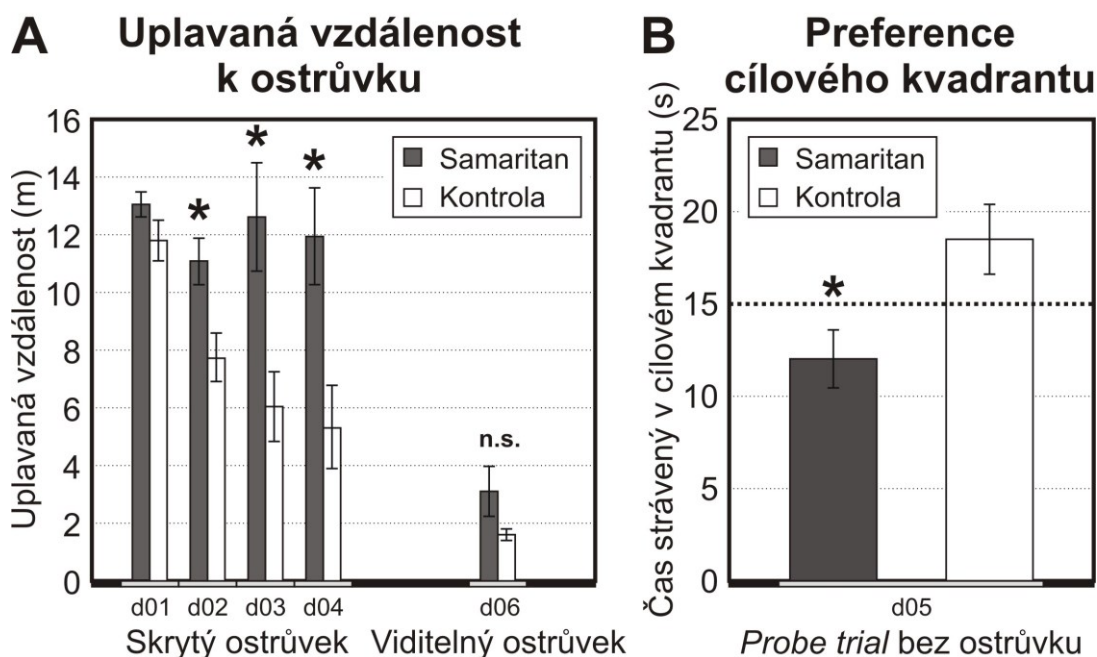 A
Uplavaná vzdálenost
k ostrůvku
Uplavaná vzdálenost (m)
16
14
12
10
8
6
4
2
0
*
*
*
n.s.
Samaritan
Kontrola
d01 d02 d03 d04 d06
Skrytý ostrůvek Viditelný ostrůvek
B
Preference
cílového kvadrantu
Čas strávený v cílovém kvadrantu (s)
25
20
15
10
5
0
Samaritan
Kontrola
*
d05
Probe trial bez ostrůvku